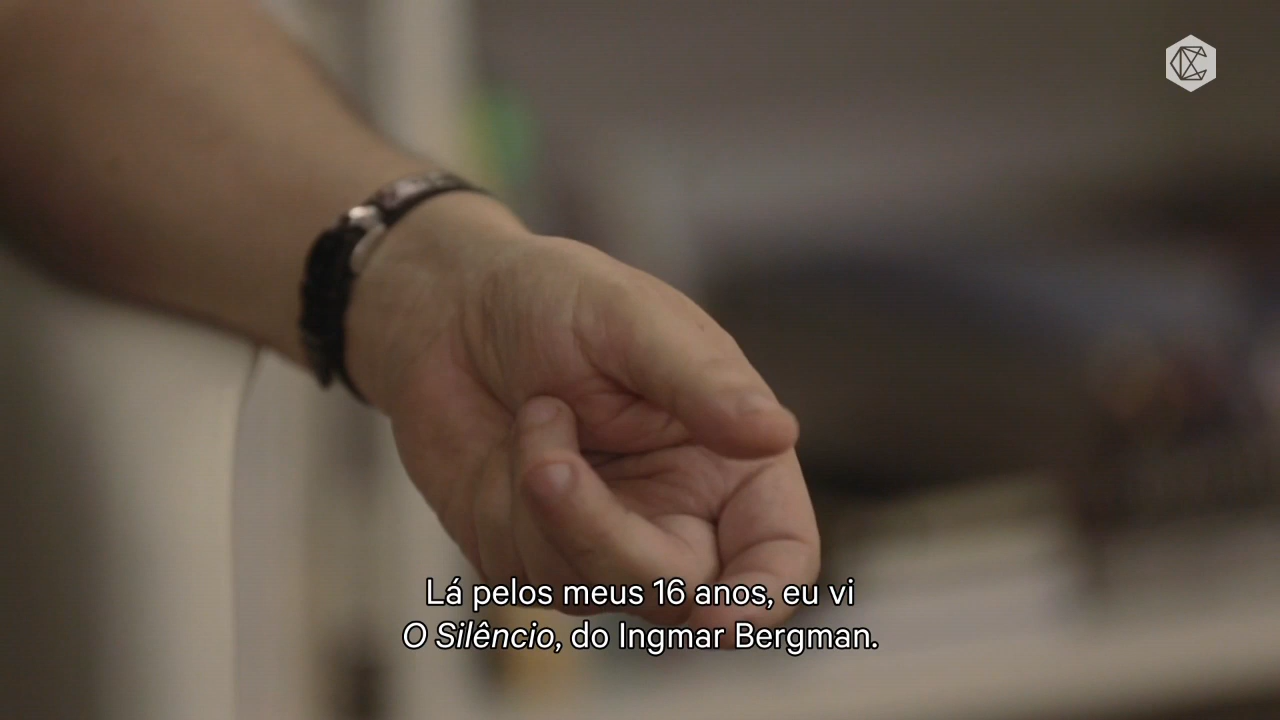 Lá pelos meus 16 anos, eu vi
O Silêncio, do Ingmar Bergman.